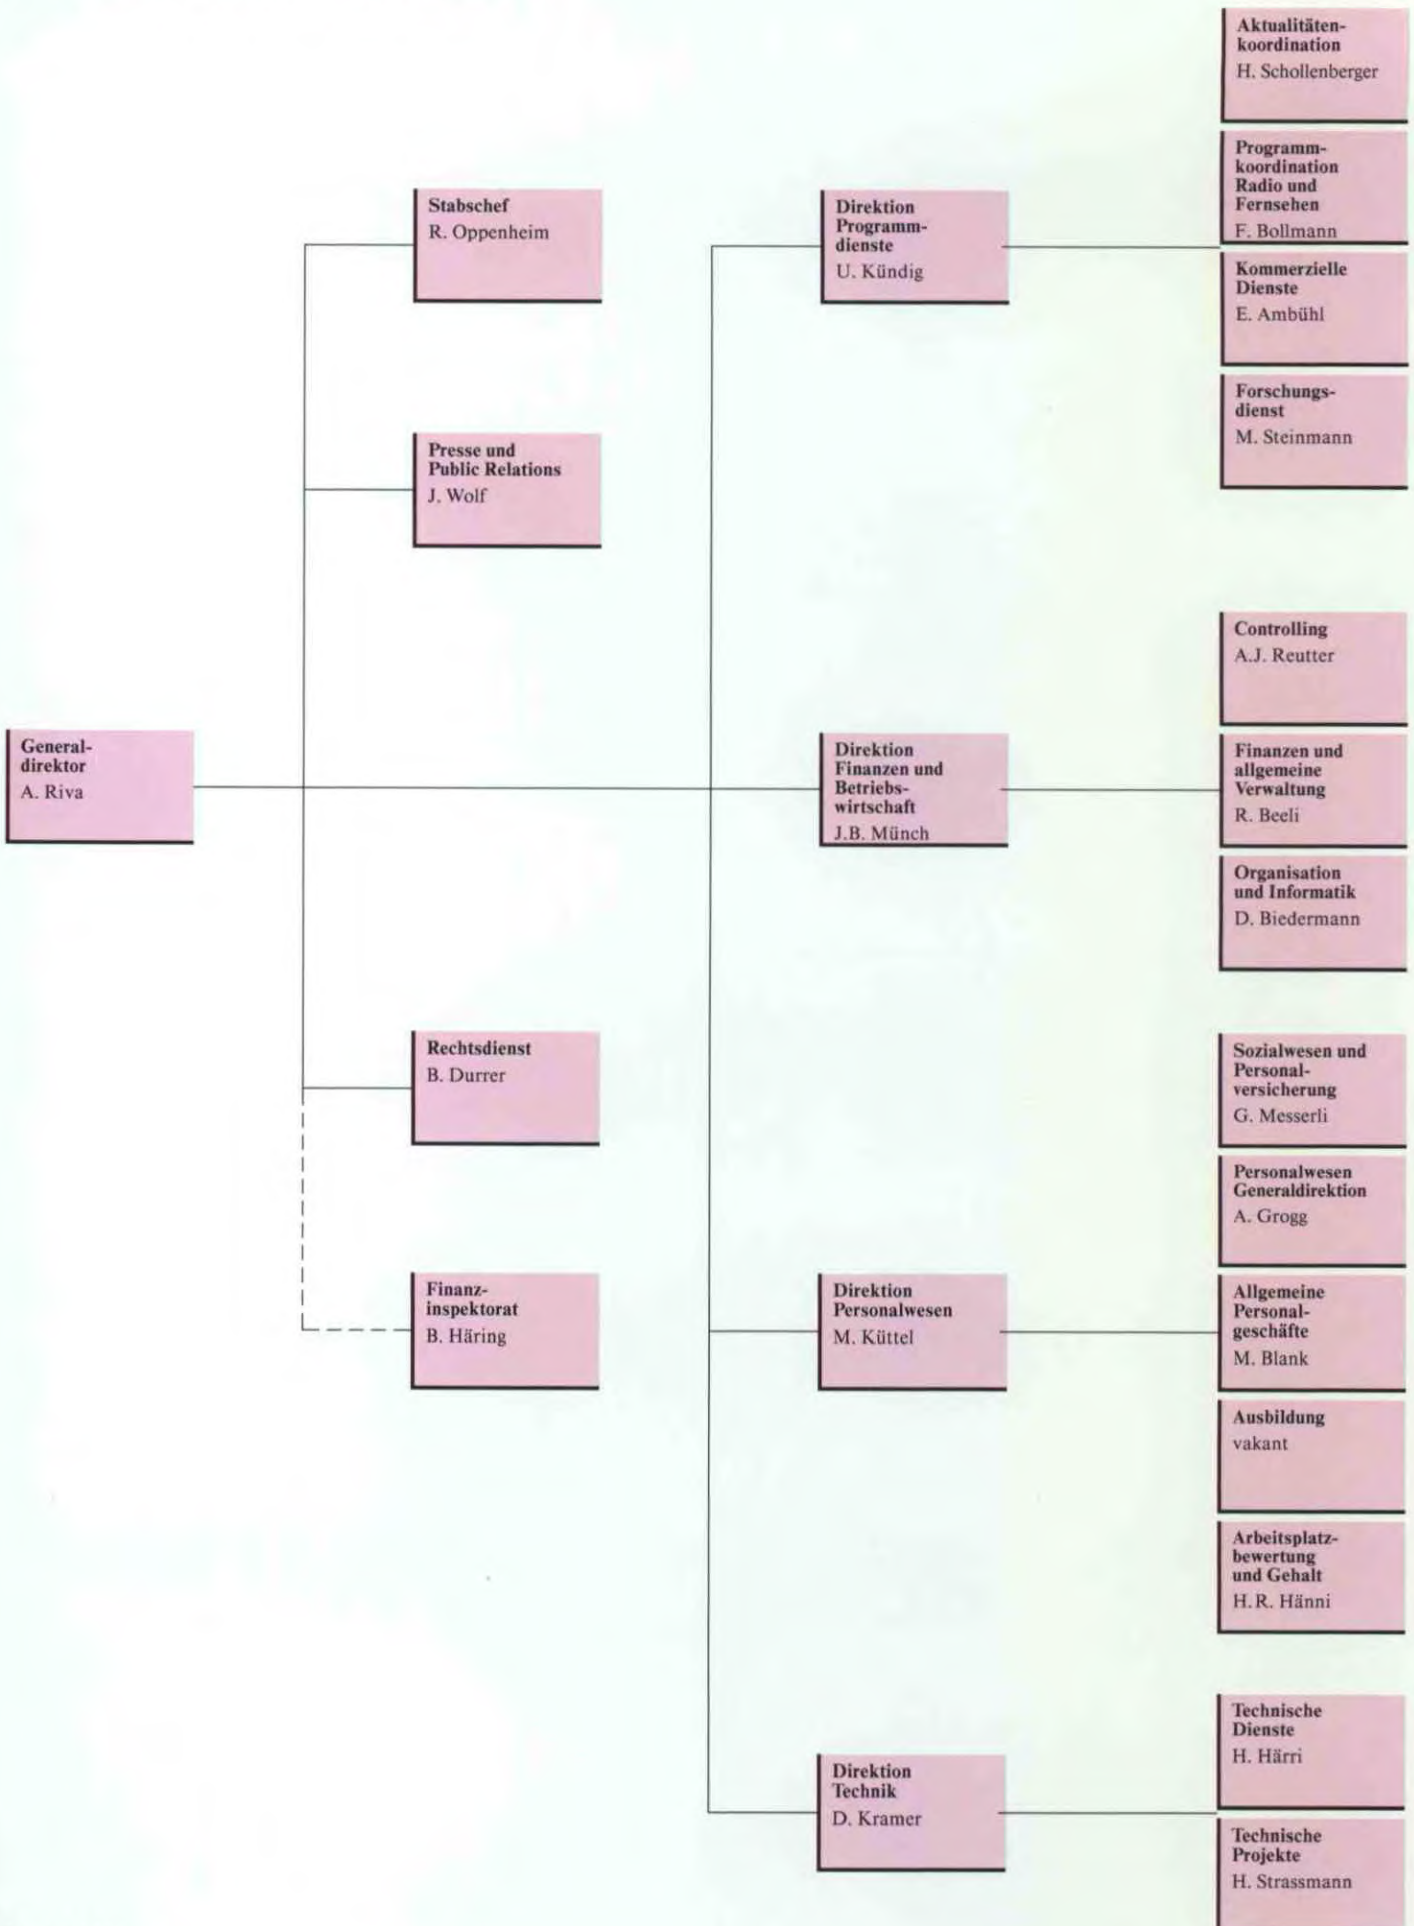 General-
direktor
A. Riva
Stabschef
R. Oppenheim
Presse und
Public Relations
J. Wolf
Rechtsdienst
B. Durrer
Finanz-
inspektorat
B. Häring
Direktion
Programm-
dienste
U. Kündig
Direktion
Finanzen und
Betriebs-
wirtschaft
J.B. Münch
Direktion
Personalwesen
M. Küttel
Direktion
Technik
D. Kramer
Aktualitäten-
koordination
H. Schollenberger
Programm-
koordination
Radio und
Fernsehen
F. Bollmann
Kommerzielle
Dienste
E. Ambühl
Forschungs-
dienst
M. Steinmann
Controlling
A.J. Reutter
Finanzen und
allgemeine
Verwaltung
R. Beeli
Organisation
und Informatik
D. Biedermann
Sozialwesen und
Personal-
versicherung
G. Messerli
Personalwesen
Generaldirektion
A. Grogg
Allgemeine
Personal-
geschäfte
M. Blank
Ausbildung
vakant
Arbeitsplatz-
bewertung
und Gehalt
H.R. Hänni
Technische
Dienste
H. Härri
Technische
Projekte
H. Strassmann